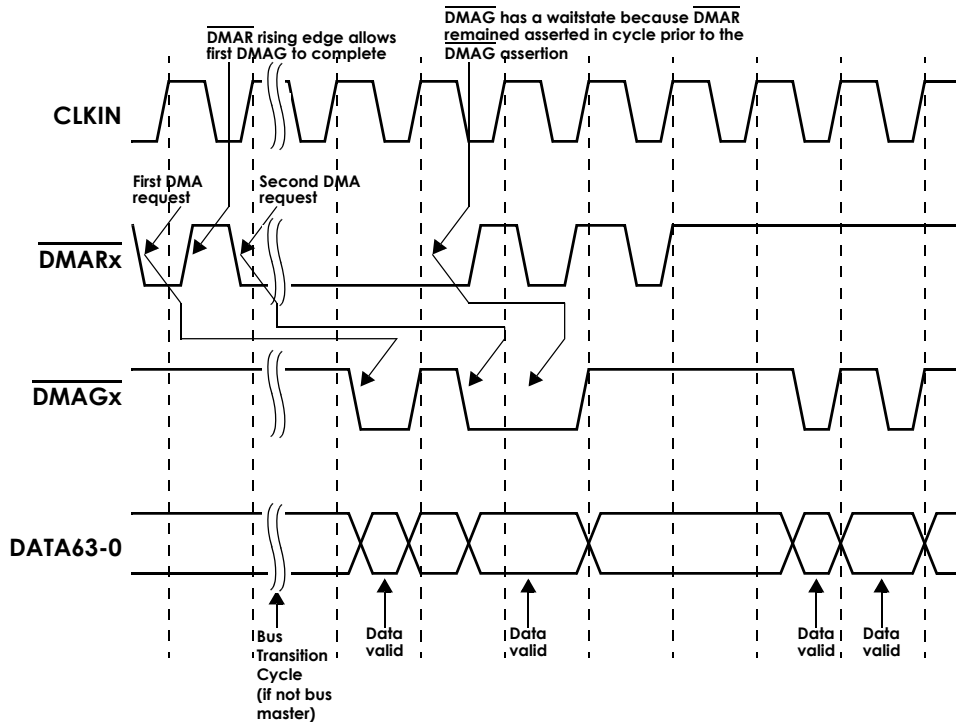 DMAR rising edge allows
first DMAG to complete
DMAG has a waitstate because DMAR
remained asserted in cycle prior to the
DMAG assertion
CLKIN
First DMA
request
Second DMA
request
DMARx
DMAGx
DATA63-0
Bus
Transition
Cycle
(if not bus
master)
Data
valid
Data
valid
Data
valid
Data
valid